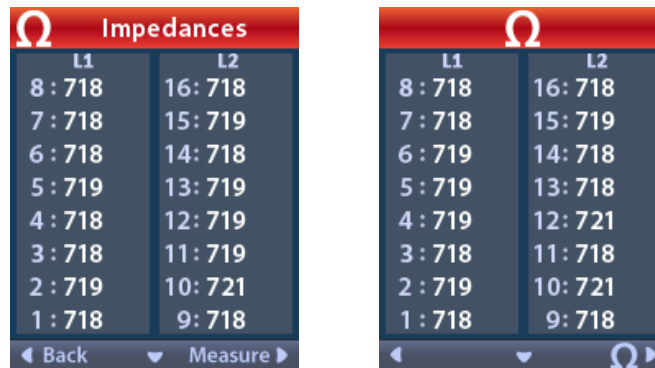 Ω Impedances
L1 L2
8: 718 16: 718
7: 718 15: 719
6: 718 14: 718
5: 719 13: 719
4: 718 12: 719
3: 718 11: 719
2: 719 10: 721
1: 718 9: 718
Back Measure
Ω
L1 L2
8: 718 16: 718
7: 718 15: 719
6: 719 14: 718
5: 719 13: 718
4: 719 12: 721
3: 718 11: 718
2: 719 10: 721
1: 718 9: 718
Ω